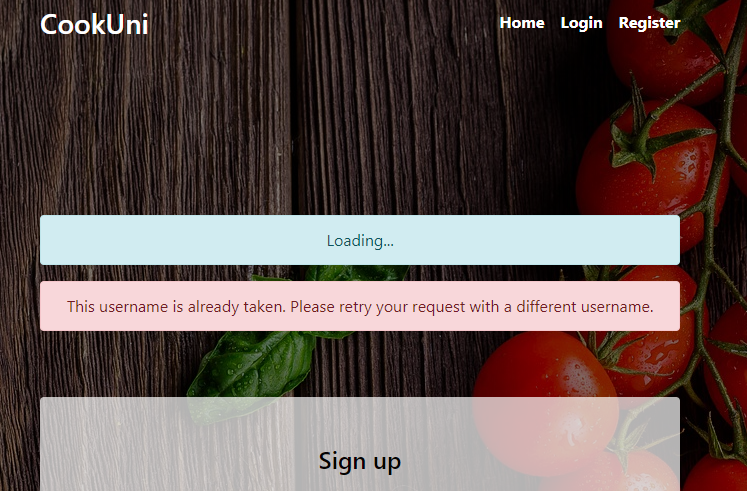 CookUni
Home Login Register
Loading...
This username is already taken. Please retry your request with a different username.
Sign up